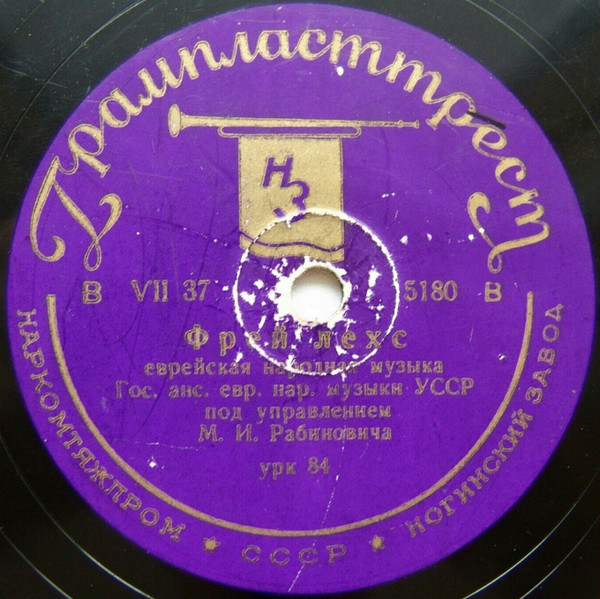 Грампласттрест
НЗ
В VII 37 5180 В
Фрейлехс
еврейская народная музыка
Гос. анс. евр. нар. музыки УССР
под управлением
М. И. Рабиновича
урк 84
НАРКОМТЯЖПРОМ ★ СССР ★ НОГИНСКИЙ ЗАВОД